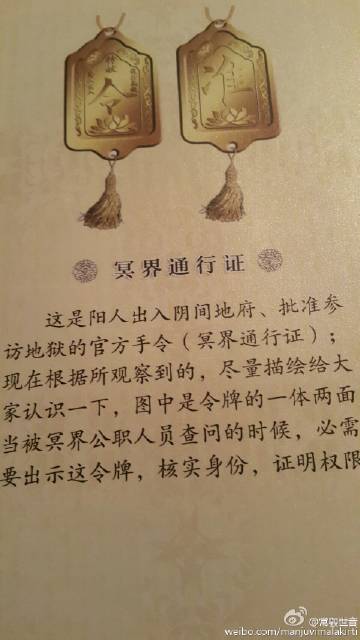 令
准
冥界通行证
这是阳人出入阴间地府、批准参
访地狱的官方手令（冥界通行证）；
现在根据所观察到的，尽量描绘给大
家认识一下，图中是令牌的一体两面
当被冥界公职人员查问的时候，必需
要出示这令牌，核实身份，证明权限
weibo.com/manjuvimalakirti